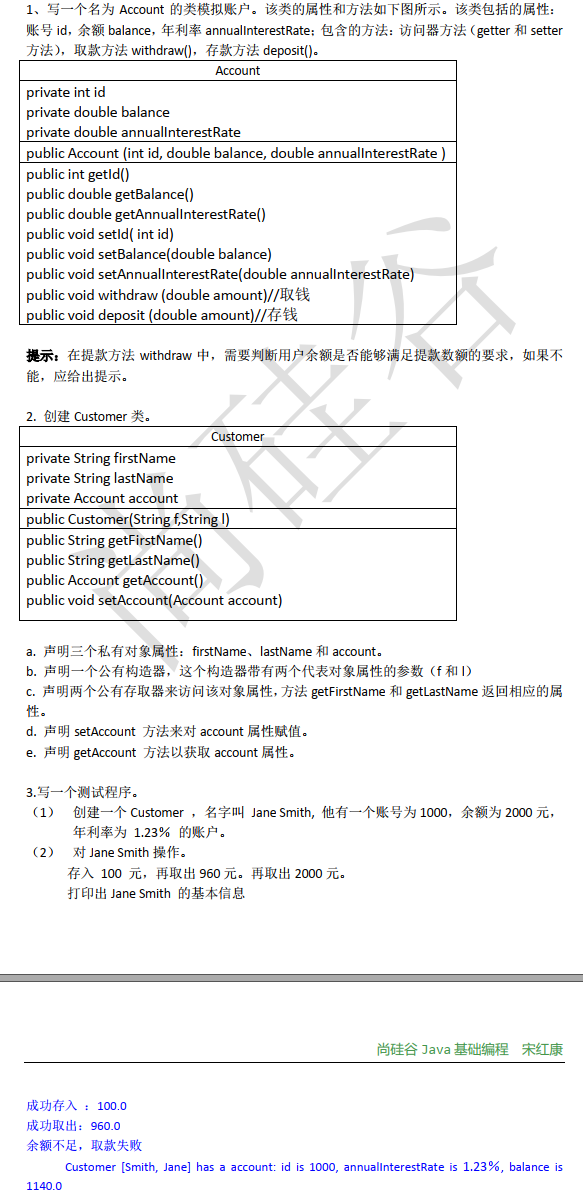 1、写一个名为 Account 的类模拟账户。该类的属性和方法如下图所示。该类包括的属性：
账号 id，余额 balance，年利率 annualInterestRate；包含的方法：访问器方法（getter 和 setter
方法），取款方法 withdraw()，存款方法 deposit()。
Account
private int id
private double balance
private double annualInterestRate
public Account (int id, double balance, double annualInterestRate )
public int getId()
public double getBalance()
public double getAnnualInterestRate()
public void setId( int id)
public void setBalance(double balance)
public void setAnnualInterestRate(double annualInterestRate)
public void withdraw (double amount)//取钱
public void deposit (double amount)//存钱
提示：在提款方法 withdraw 中，需要判断用户余额是否能够满足提款数额的要求，如果不
能，应给出提示。
2. 创建 Customer 类。
Customer
private String firstName
private String lastName
private Account account
public Customer(String f,String l)
public String getFirstName()
public String getLastName()
public Account getAccount()
public void setAccount(Account account)
a. 声明三个私有对象属性：firstName、lastName 和 account。
b. 声明一个公有构造器，这个构造器带有两个代表对象属性的参数（f 和 l）
c. 声明两个公有存取器来访问该对象属性，方法 getFirstName 和 getLastName 返回相应的属
性。
d. 声明 setAccount 方法来对 account 属性赋值。
e. 声明 getAccount 方法以获取 account 属性。
3.写一个测试程序。
（1） 创建一个 Customer ，名字叫 Jane Smith, 他有一个账号为 1000，余额为 2000 元，
年利率为 1.23％ 的账户。
（2） 对 Jane Smith 操作。
存入 100 元，再取出 960 元。再取出 2000 元。
打印出 Jane Smith 的基本信息
尚硅谷
尚硅谷 Java 基础编程 宋红康
成功存入 ：100.0
成功取出：960.0
余额不足，取款失败
Customer [Smith, Jane] has a account: id is 1000, annualInterestRate is 1.23％, balance is
1140.0